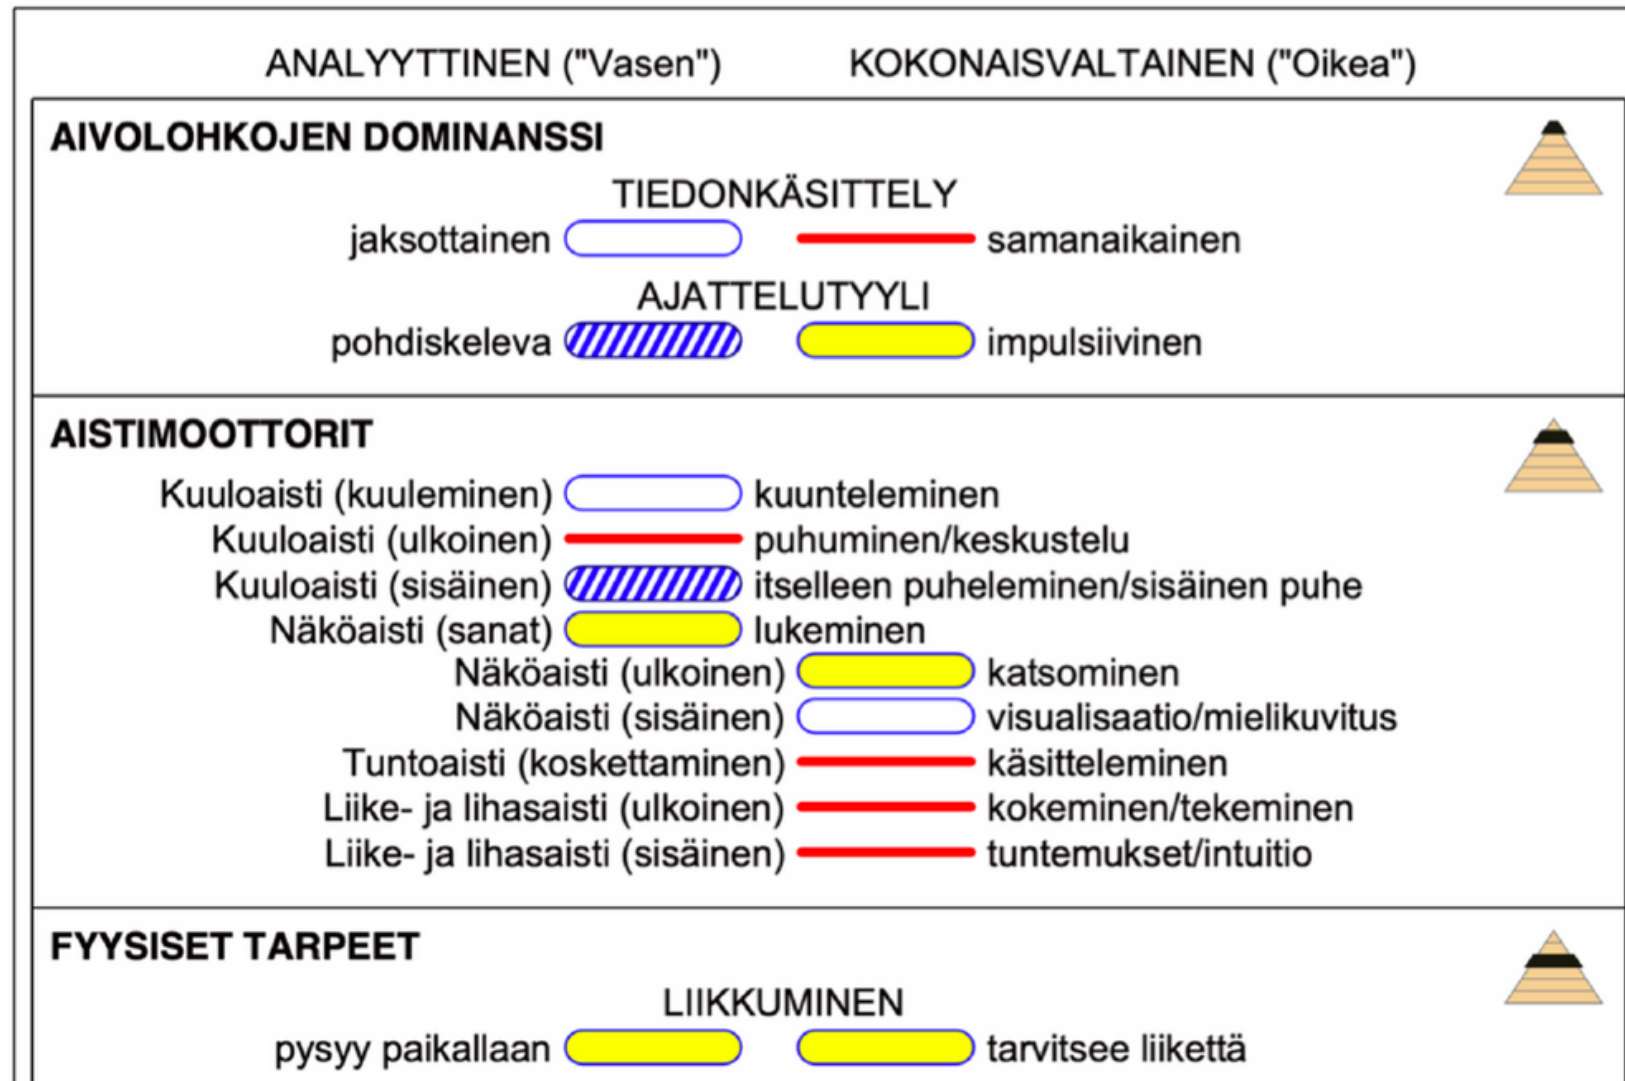 ANALYYTTINEN ("Vasen") KOKONAISVALTAINEN ("Oikea")
AIVOLOHKOJEN DOMINANSSI
TIEDONKÄSITTELY
jaksottainen samanaikainen
AJATTELUTYYLI
pohdiskeleva impulsiivinen
AISTIMOOTTORIT
Kuuloaisti (kuuleminen) kuunteleminen
Kuuloaisti (ulkoinen) puhuminen/keskustelu
Kuuloaisti (sisäinen) itselleen puheleminen/sisäinen puhe
Näköaisti (sanat) lukeminen
Näköaisti (ulkoinen) katsominen
Näköaisti (sisäinen) visualisaatio/mielikuvitus
Tuntoaisti (koskettaminen) käsitteleminen
Liike- ja lihasaisti (ulkoinen) kokeminen/tekeminen
Liike- ja lihasaisti (sisäinen) tuntemukset/intuitio
FYYSISET TARPEET
LIIKKUMINEN
pysyy paikallaan tarvitsee liikettä